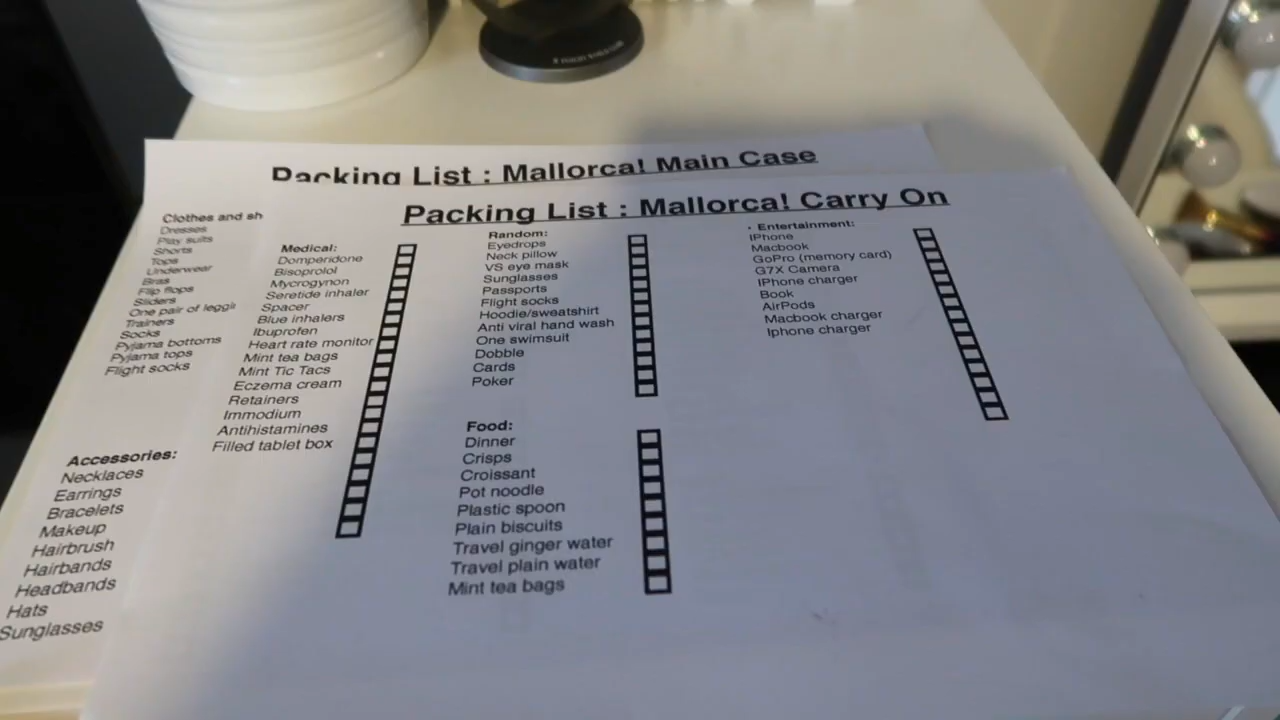 Packing List : Mallorca! Main Case
Clothes and sh
Dresses
Play suits
Shorts
Tops
Underwear
Bras
Flip flops
Sliders
One pair of leggi
Trainers
Socks
Pyjama bottoms
Pyjama tops
Flight socks
Accessories:
Necklaces
Earrings
Bracelets
Makeup
Hairbrush
Hairbands
Headbands
Hats
Sunglasses
Packing List : Mallorca! Carry On
Medical:
Domperidone
Bisoprolol
Mycrogynon
Seretide inhaler
Spacer
Blue inhalers
Ibuprofen
Heart rate monitor
Mint tea bags
Mint Tic Tacs
Eczema cream
Retainers
Immodium
Antihistamines
Filled tablet box
Random:
Eyedrops
Neck pillow
VS eye mask
Sunglasses
Passports
Flight socks
Hoodie/sweatshirt
Anti viral hand wash
One swimsuit
Dobble
Cards
Poker
Food:
Dinner
Crisps
Croissant
Pot noodle
Plastic spoon
Plain biscuits
Travel ginger water
Travel plain water
Mint tea bags
• Entertainment:
IPhone
Macbook
GoPro (memory card)
G7X Camera
IPhone charger
Book
AirPods
Macbook charger
Iphone charger